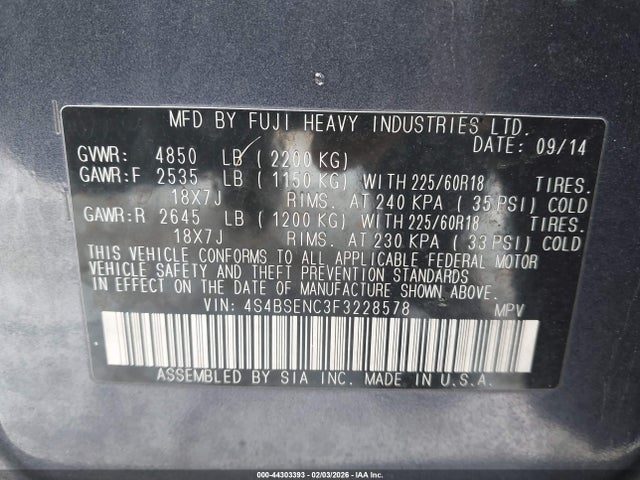 MFD BY FUJI HEAVY INDUSTRIES LTD.
DATE: 09/14
GVWR: 4850 LB (2200 KG)
GAWR:F 2535 LB (1150 KG) WITH 225/60R18 TIRES.
18X7J RIMS. AT 240 KPA (35 PSI) COLD
GAWR:R 2645 LB (1200 KG) WITH 225/60R18 TIRES.
18X7J RIMS. AT 230 KPA (33 PSI) COLD
THIS VEHICLE CONFORMS TO ALL APPLICABLE FEDERAL MOTOR
VEHICLE SAFETY AND THEFT PREVENTION STANDARDS
IN EFFECT ON THE DATE OF MANUFACTURE SHOWN ABOVE.
VIN: 4S4BSENC3F3228578 MPV
ASSEMBLED BY SIA INC. MADE IN U.S.A.
000-44303393 - 02/03/2026 - IAA Inc.